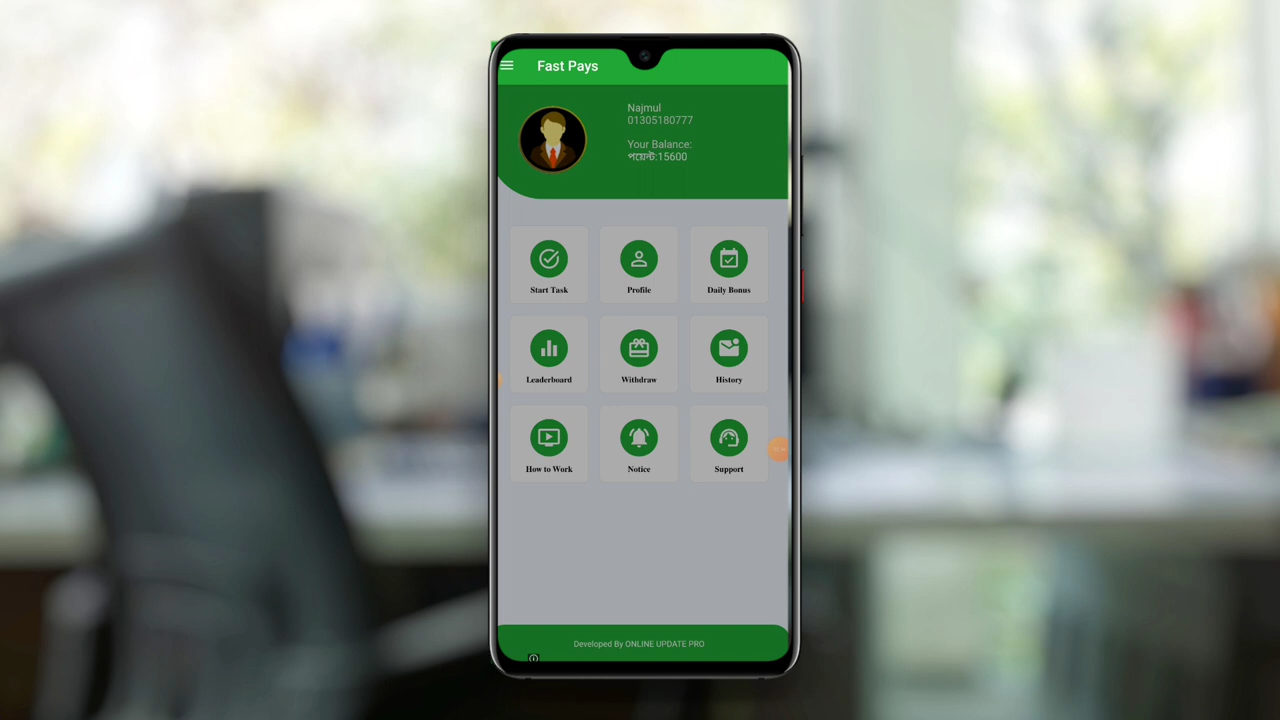 Fast Pays
Najmul
01305180777
Your Balance:
পয়েন্ট:15600
Start Task
Profile
Daily Bonus
Leaderboard
Withdraw
History
How to Work
Notice
Support
Developed By ONLINE UPDATE PRO